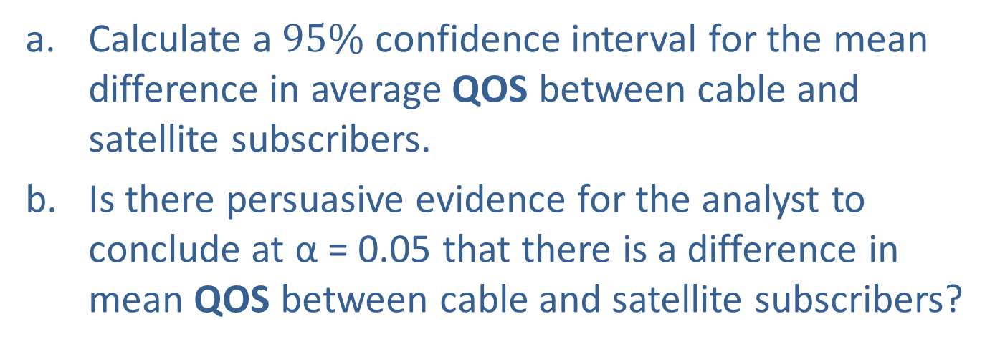 a. Calculate a 95% confidence interval for the mean
difference in average QOS between cable and
satellite subscribers.
b. Is there persuasive evidence for the analyst to
conclude at α = 0.05 that there is a difference in
mean QOS between cable and satellite subscribers?